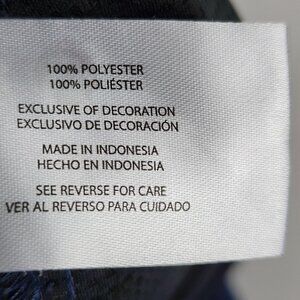 100% POLYESTER
100% POLIÉSTER
EXCLUSIVE OF DECORATION
EXCLUSIVO DE DECORACIÓN
MADE IN INDONESIA
HECHO EN INDONESIA
SEE REVERSE FOR CARE
VER AL REVERSO PARA CUIDADO